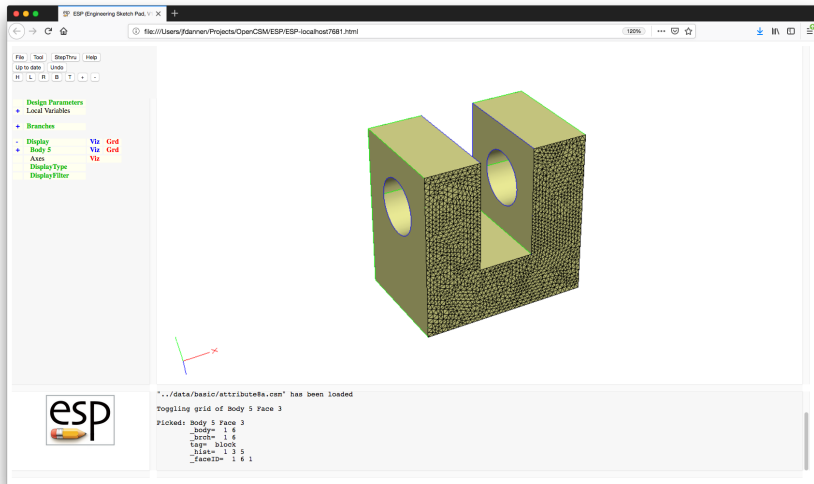 ESP (Engineering Sketch Pad, V
file:///Users/jfdannen/Projects/OpenCSM/ESP/ESP-localhost7681.html
120%
File Tool StepThru Help
Up to date Undo
H L R B T + -
Design Parameters
+ Local Variables
+ Branches
- Display Viz Grd
+ Body 5 Viz Grd
Axes Viz
DisplayType
DisplayFilter
x
esp
"../data/basic/attribute8a.csm" has been loaded
Toggling grid of Body 5 Face 3
Picked: Body 5 Face 3
_body= 1 6
_brch= 1 6
tag= block
_hist= 1 3 5
_faceID= 1 6 1